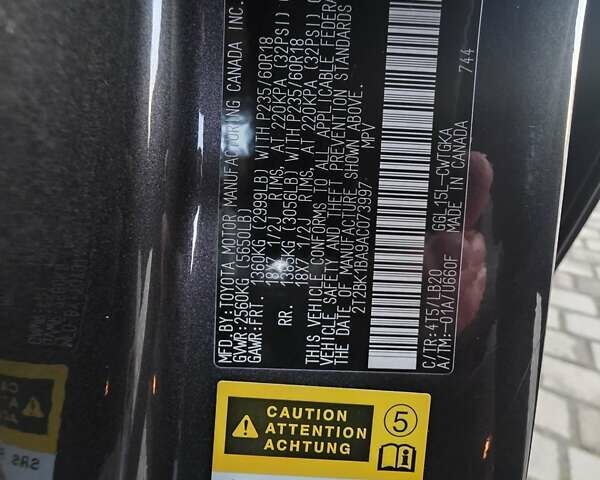 MFD.BY:TOYOTA MOTOR MANUFACTURING CANADA INC.
GVWR:2560KG (5650LB)
GAWR:FRT. 1360KG (2999LB) WITH P235/60R18
18X7 1/2J RIMS, AT 220KPA (32PSI)
RR. 1385KG (3056LB) WITH P235/60R18
18X7 1/2J RIMS, AT 220KPA (32PSI)
THIS VEHICLE CONFORMS TO ALL APPLICABLE FEDERA
VEHICLE SAFETY AND THEFT PREVENTION STANDARDS
THE DATE OF MANUFACTURE SHOWN ABOVE.
2T2BK1BA9AC073997 MPV
744
C/TR:4T5/LB20 GGL15L-CWTGKA
A/TM:-01A/U660F MADE IN CANADA
CAUTION
ATTENTION
ACHTUNG
5
SRS